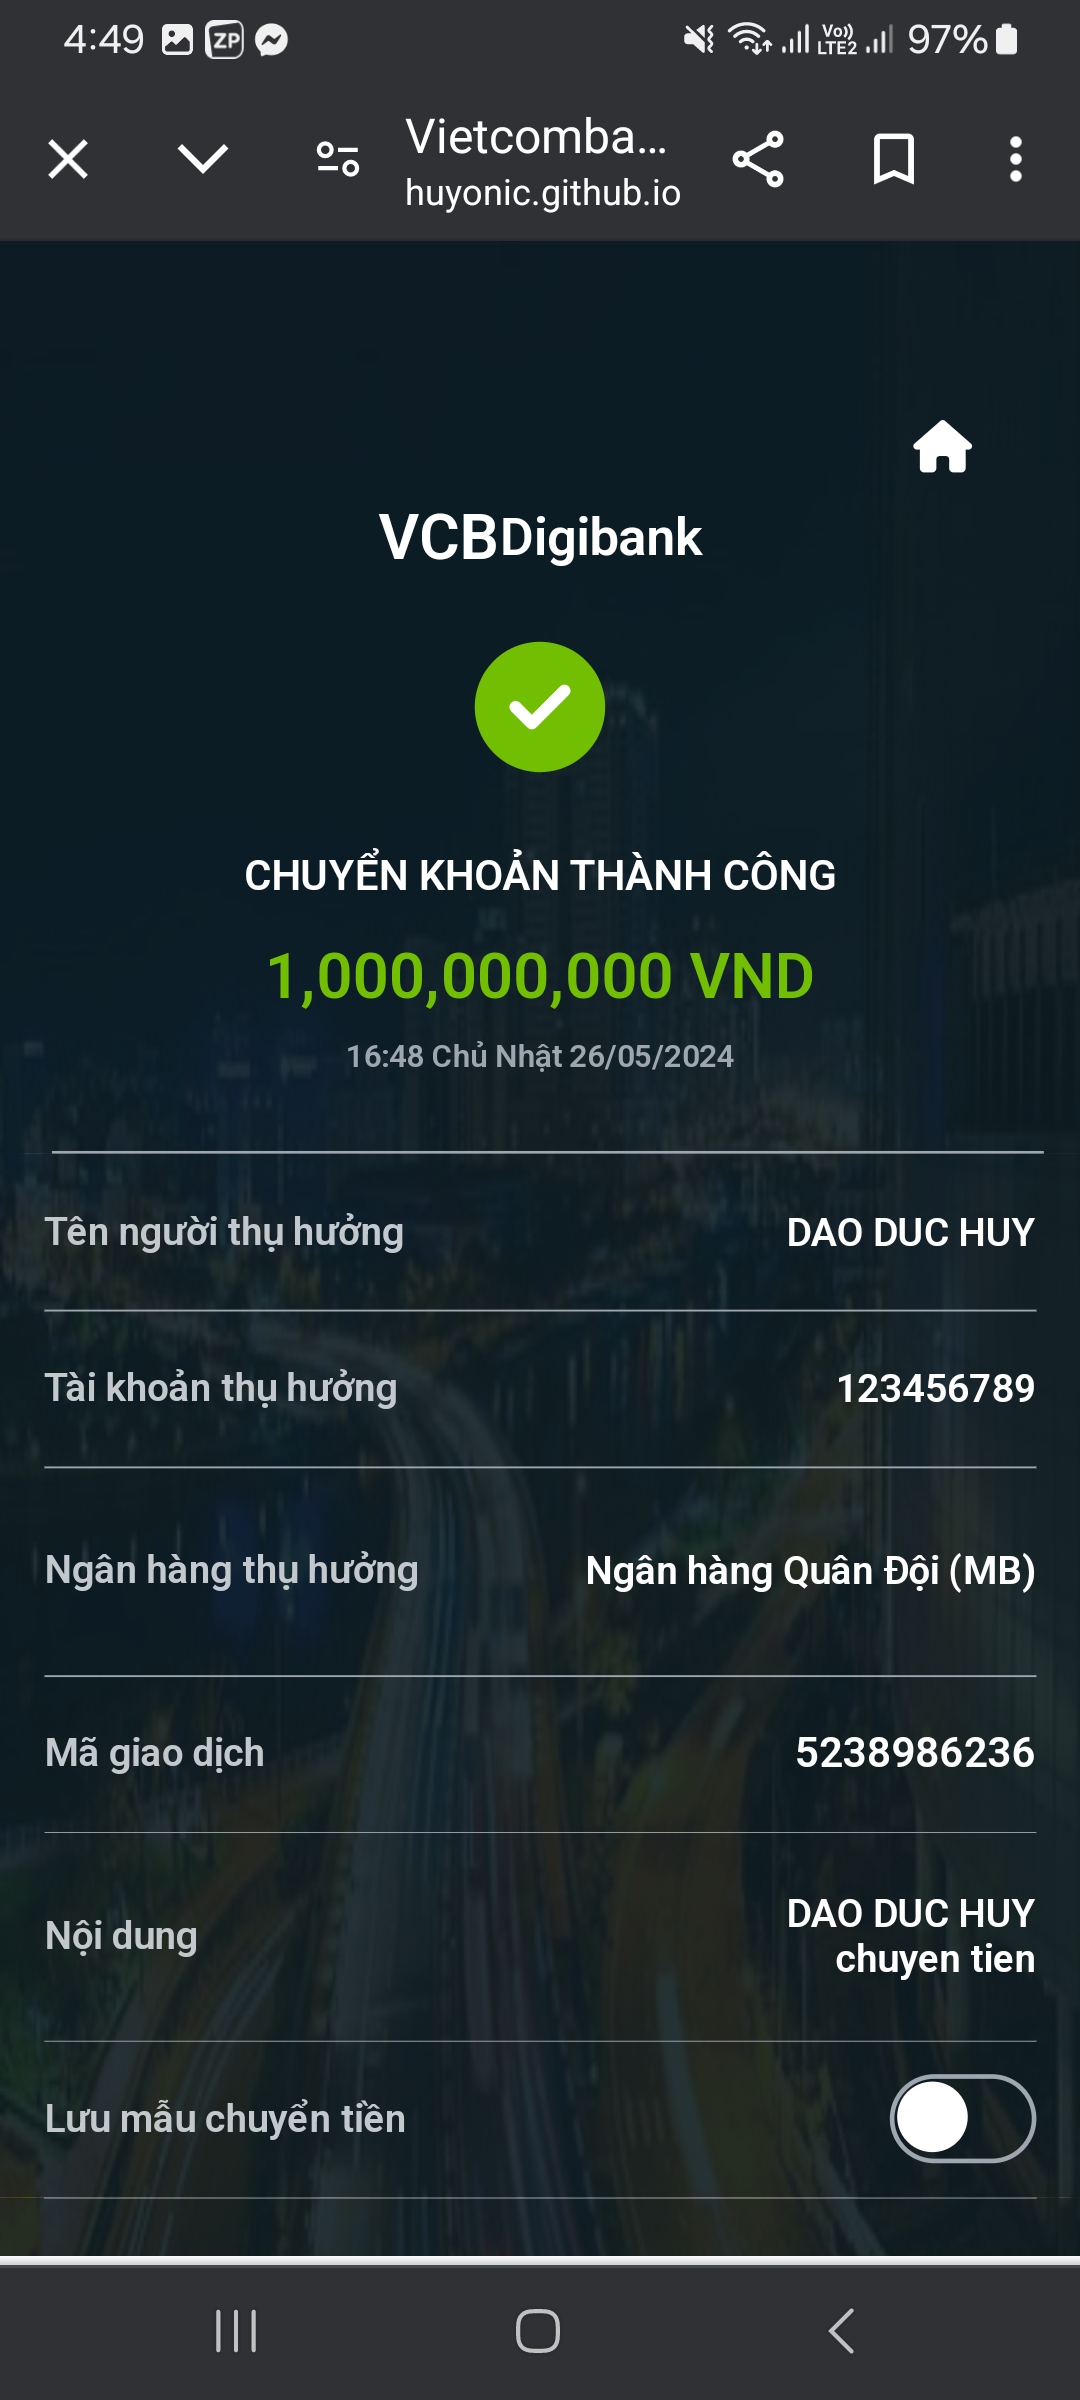 4:49 ZP Vo)) LTE2 97%
Vietcomba...
huyonic.github.io
VCBDigibank
CHUYỂN KHOẢN THÀNH CÔNG
1,000,000,000 VND
16:48 Chủ Nhật 26/05/2024
Tên người thụ hưởng DAO DUC HUY
Tài khoản thụ hưởng 123456789
Ngân hàng thụ hưởng Ngân hàng Quân Đội (MB)
Mã giao dịch 5238986236
Nội dung DAO DUC HUY
chuyen tien
Lưu mẫu chuyển tiền